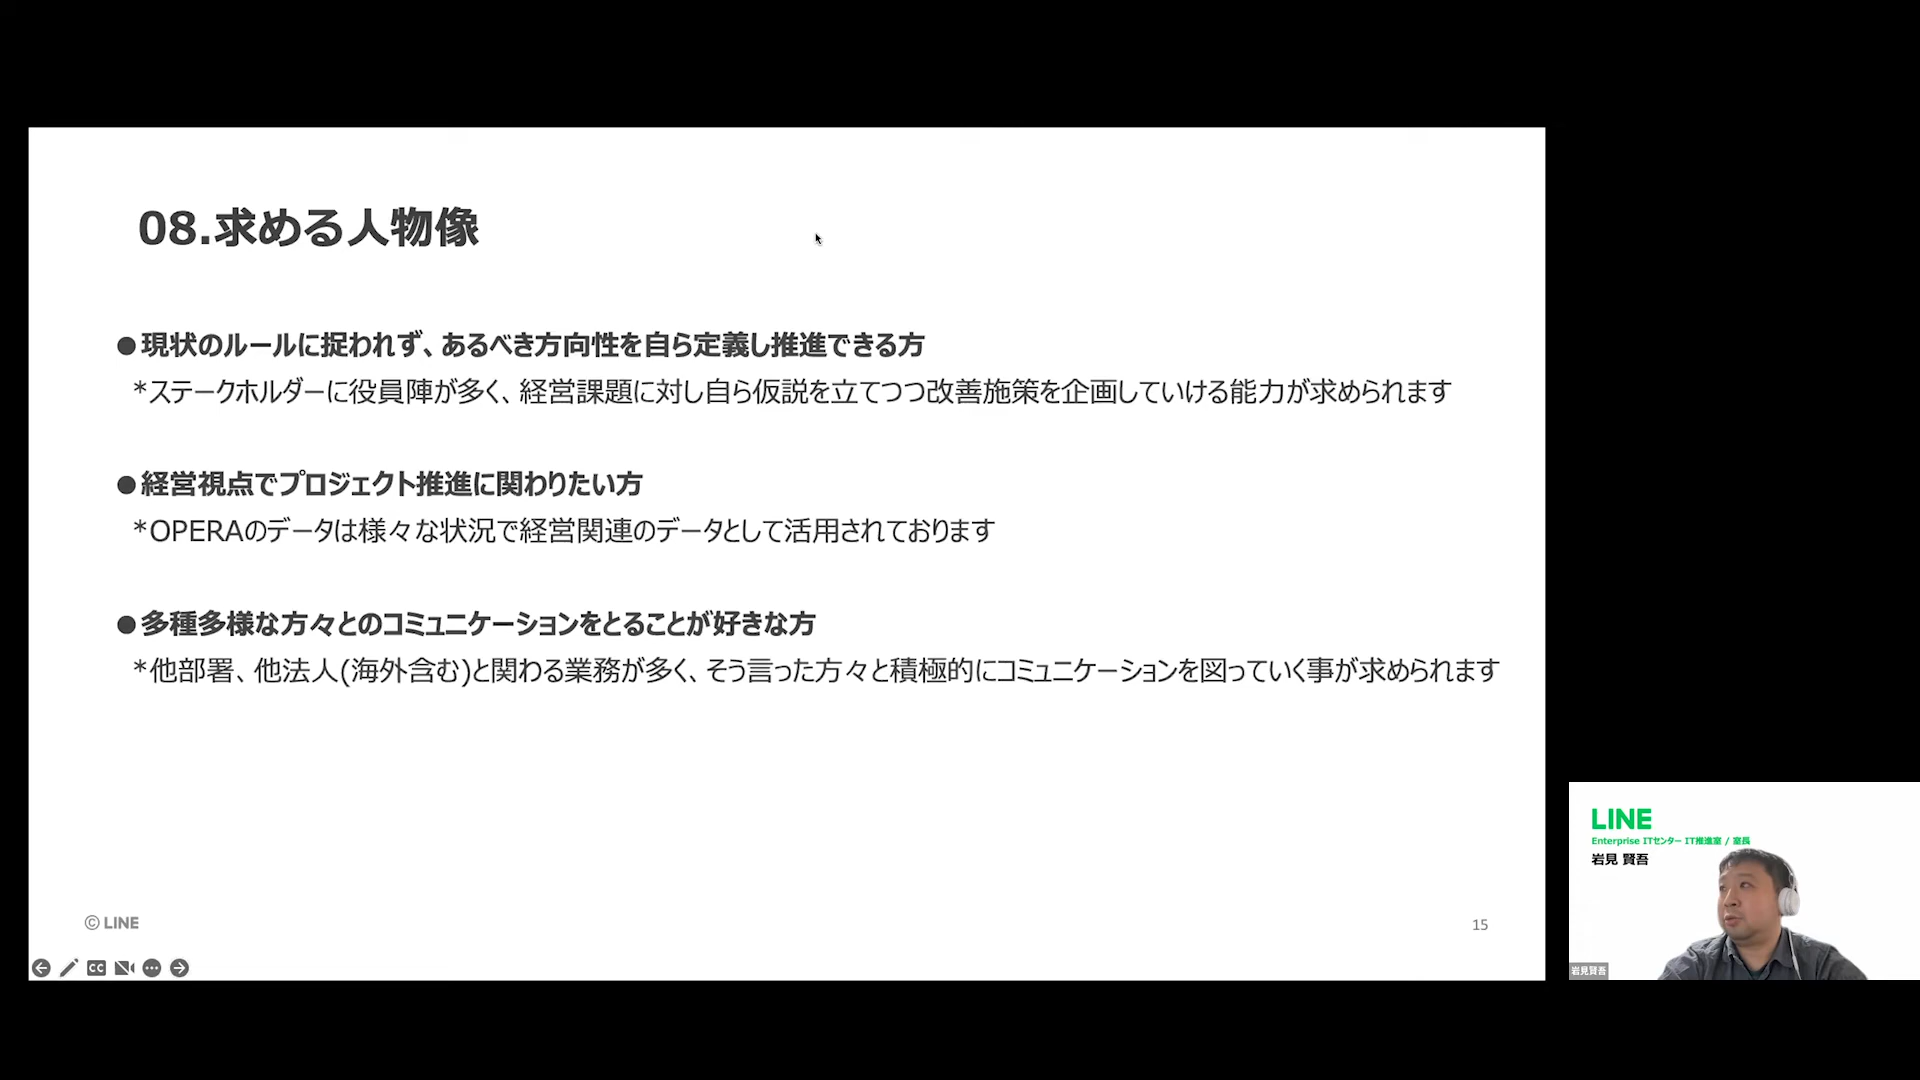 08.求める人物像
●現状のルールに捉われず、あるべき方向性を自ら定義し推進できる方
*ステークホルダーに役員陣が多く、経営課題に対し自ら仮説を立てつつ改善施策を企画していける能力が求められます
●経営視点でプロジェクト推進に関わりたい方
*OPERAのデータは様々な状況で経営関連のデータとして活用されております
●多種多様な方々とのコミュニケーションをとることが好きな方
*他部署、他法人(海外含む)と関わる業務が多く、そう言った方々と積極的にコミュニケーションを図っていく事が求められます
© LINE
15
CC
LINE
Enterprise ITセンター IT推進室 / 室長
岩見 賢吾
岩見賢吾